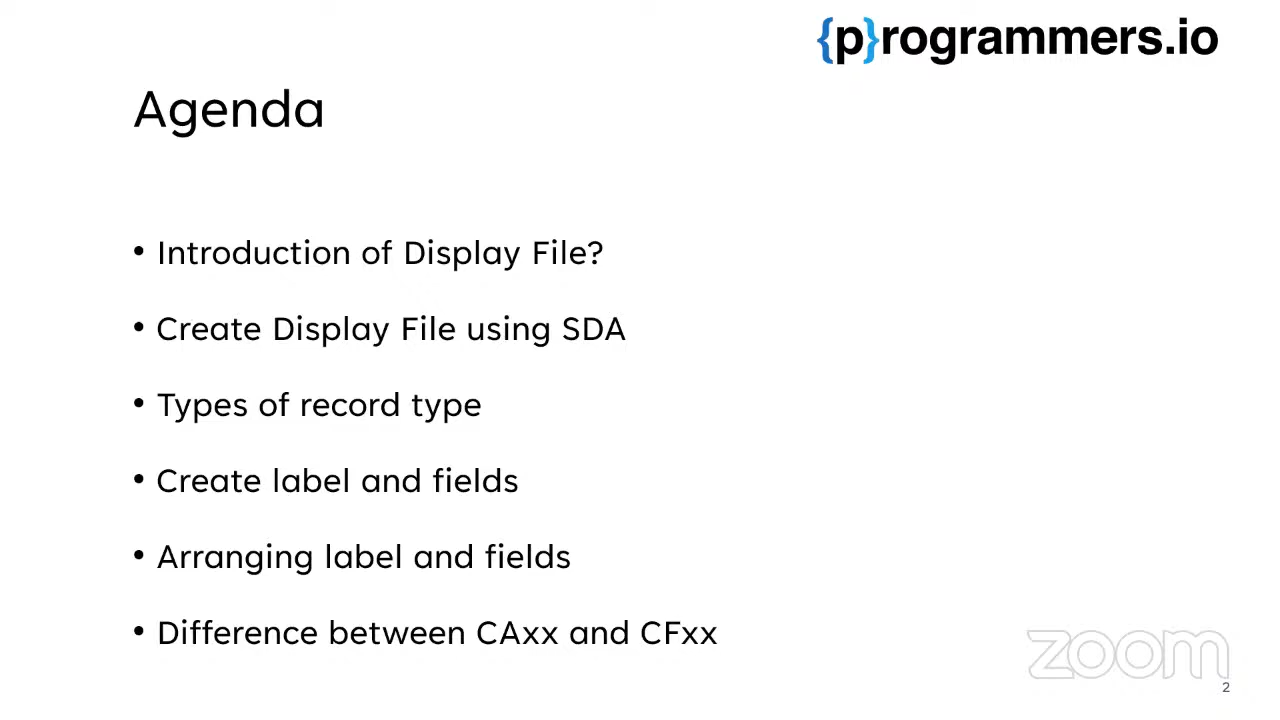 {p}rogrammers.io
Agenda
• Introduction of Display File?
• Create Display File using SDA
• Types of record type
• Create label and fields
• Arranging label and fields
• Difference between CAxx and CFxx
zoom
2